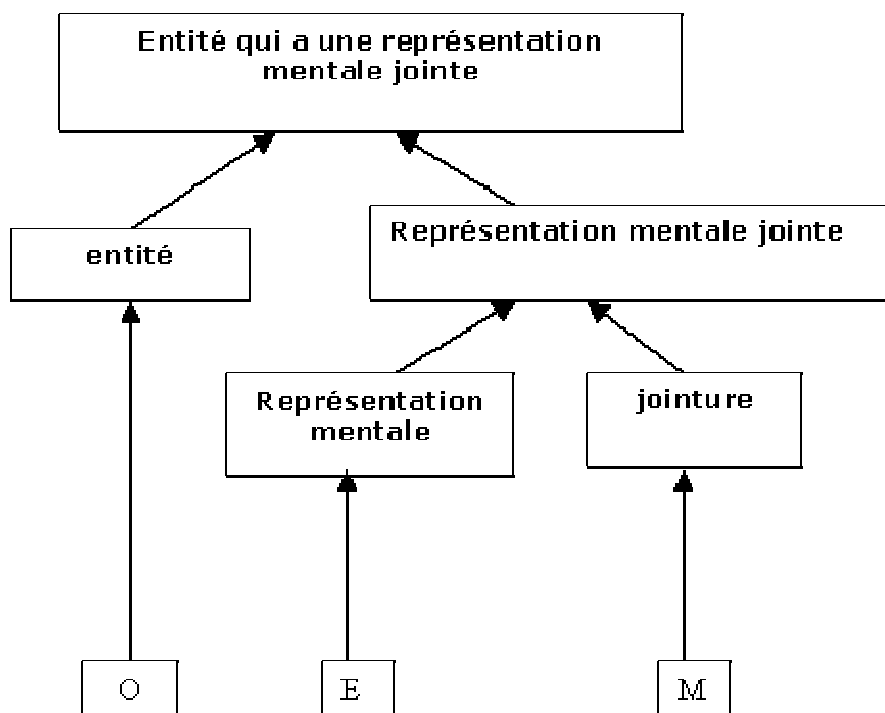 Entité qui a une représentation
mentale jointe
entité
Représentation mentale jointe
Représentation
mentale
jointure
O
E
M